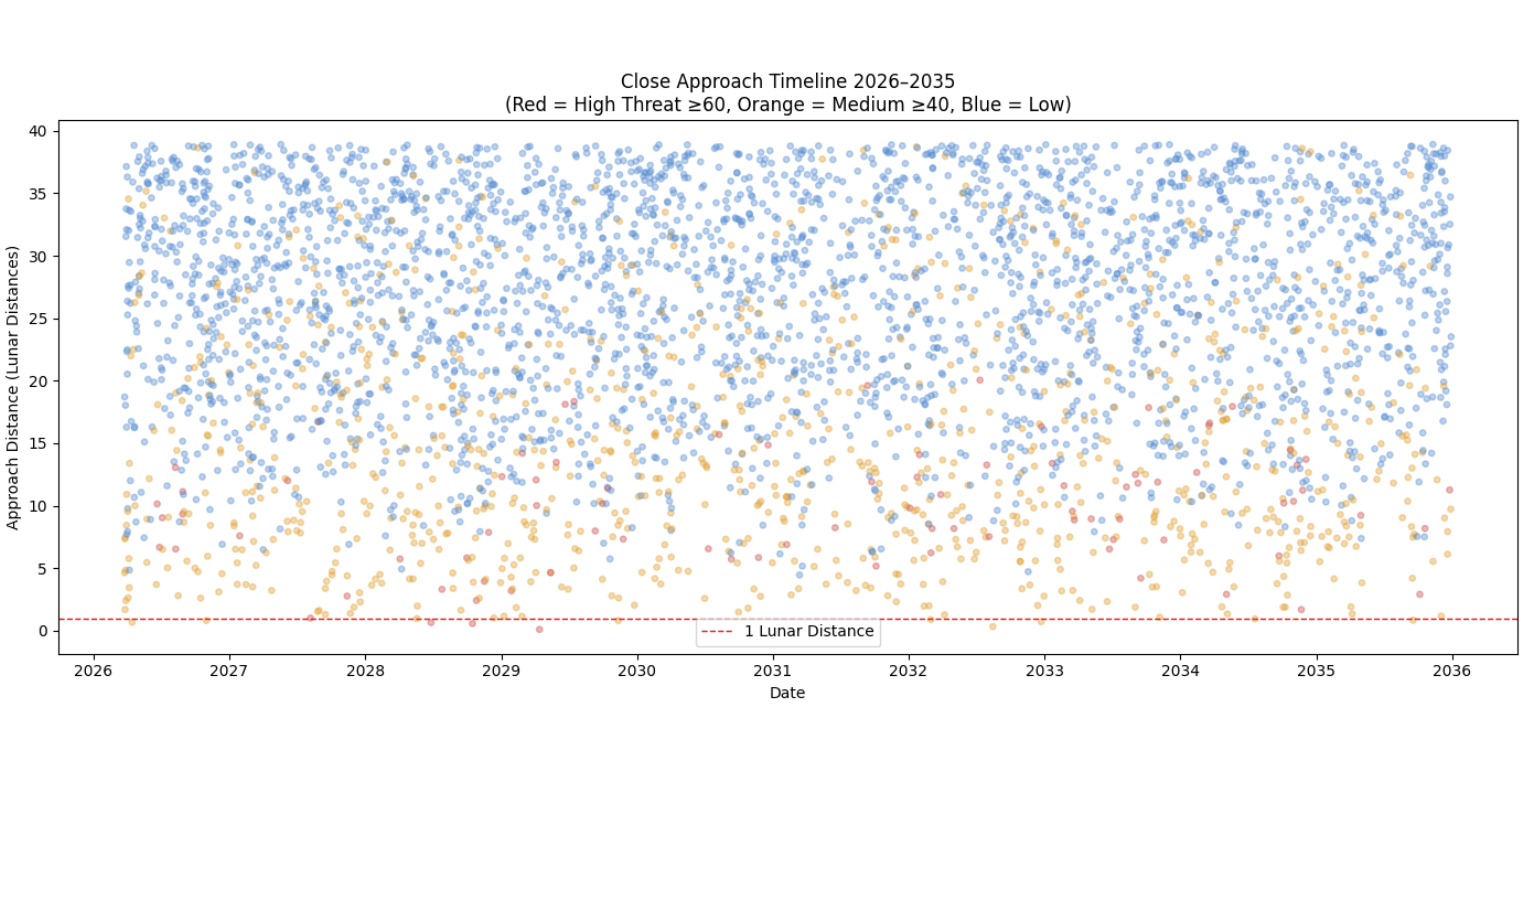 Close Approach Timeline 2026–2035
(Red = High Threat ≥60, Orange = Medium ≥40, Blue = Low)
Approach Distance (Lunar Distances)
40
35
30
25
20
15
10
5
0
1 Lunar Distance
2026 2027 2028 2029 2030 2031 2032 2033 2034 2035 2036
Date